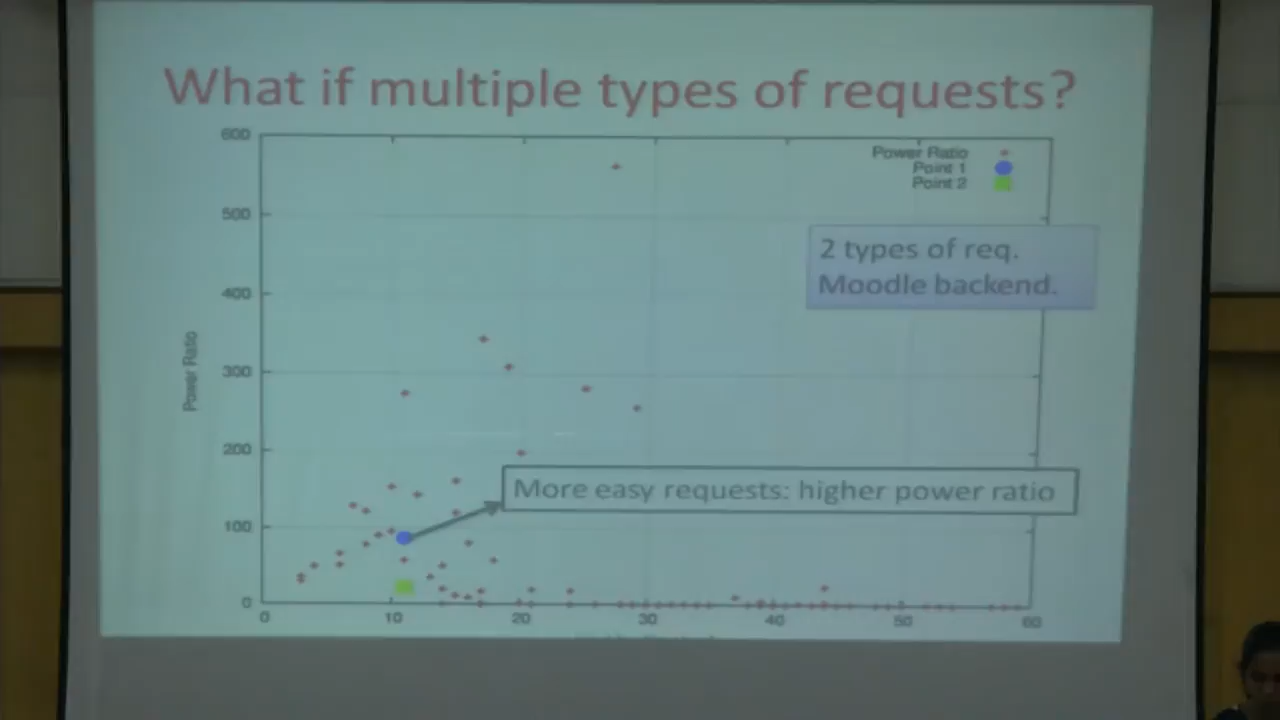 What if multiple types of requests?
600
500
400
300
200
100
0
Power Ratio
0 10 20 30 40 50 60
Power Ratio
Point 1
Point 2
2 types of req.
Moodle backend.
More easy requests: higher power ratio